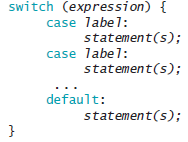 switch (expression) {
case label:
statement(s);
case label:
statement(s);
...
default:
statement(s);
}